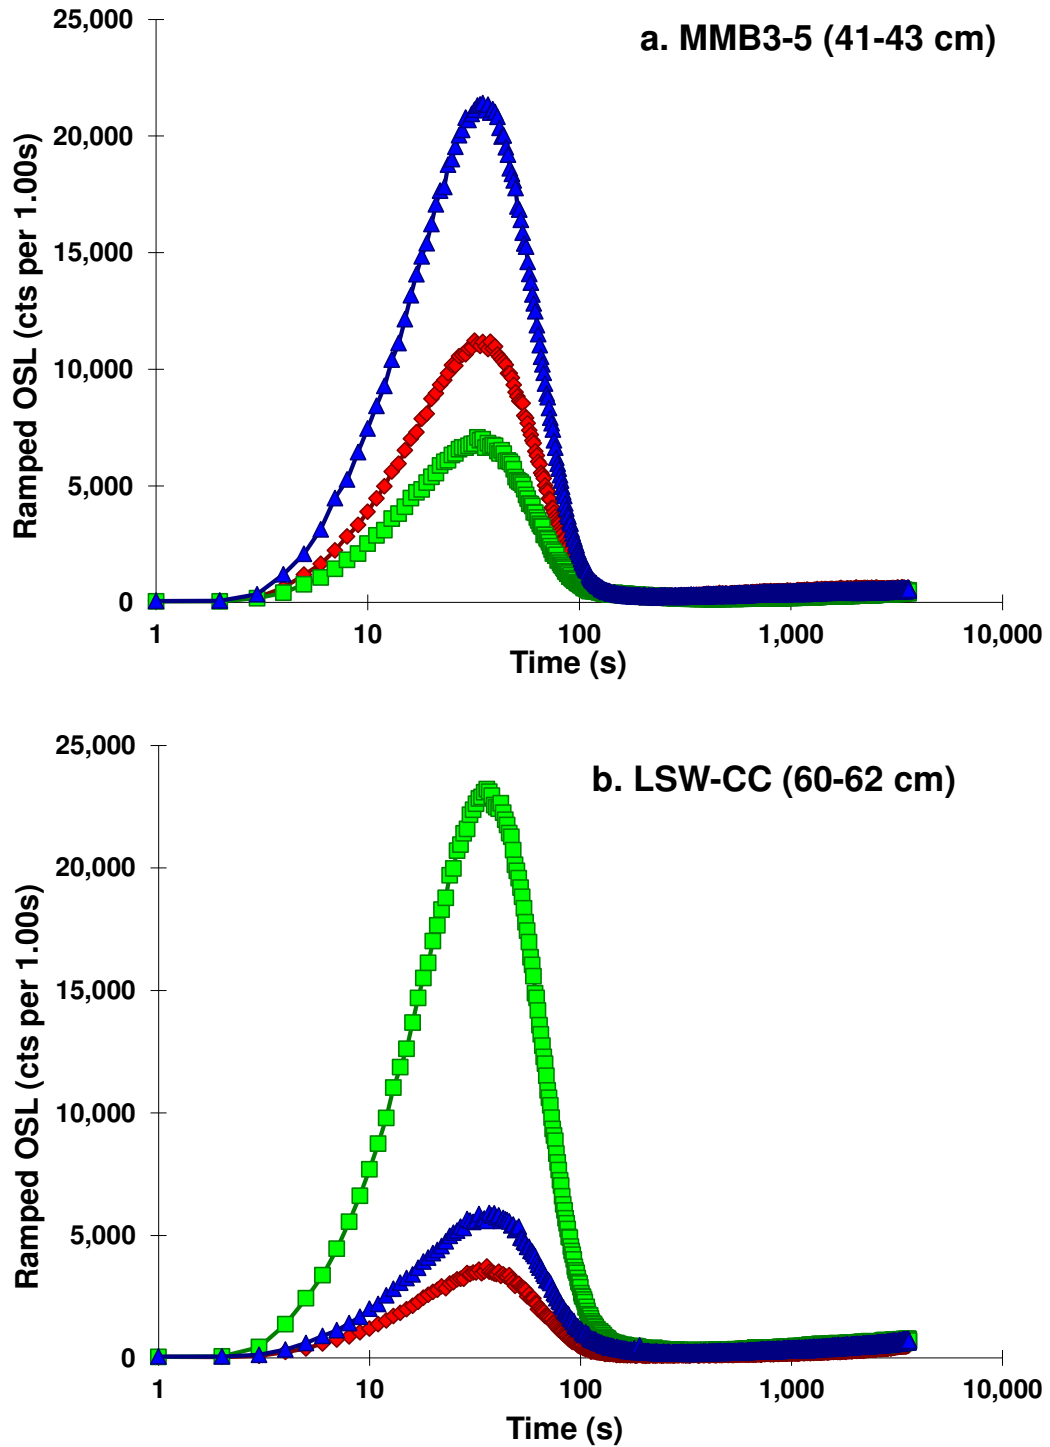 25,000
a. MMB3-5 (41-43 cm)
20,000
15,000
10,000
5,000
0
Ramped OSL (cts per 1.00s)
1 10 100 1,000 10,000
Time (s)
25,000
b. LSW-CC (60-62 cm)
20,000
15,000
10,000
5,000
0
Ramped OSL (cts per 1.00s)
1 10 100 1,000 10,000
Time (s)